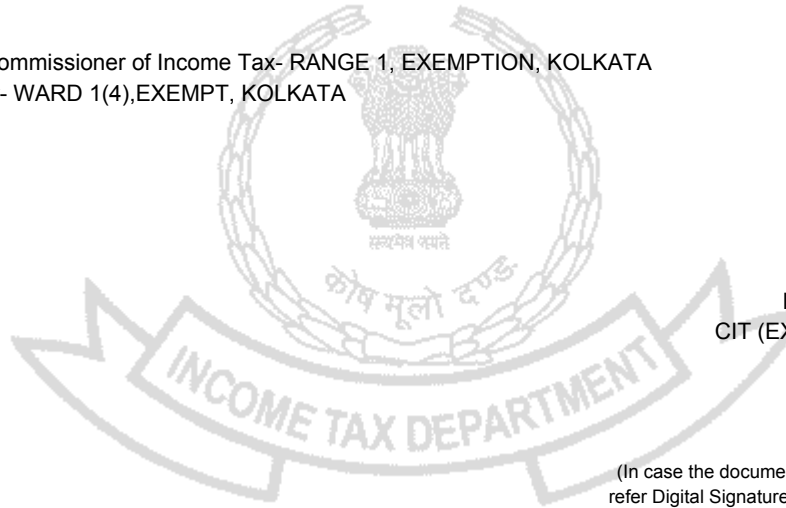 ommissioner of Income Tax- RANGE 1, EXEMPTION, KOLKATA
- WARD 1(4),EXEMPT, KOLKATA
सत्यमेव जयते
कोष मूलो दण्ड:
CIT (EX
INCOME TAX DEPARTMENT
(In case the docume
refer Digital Signature